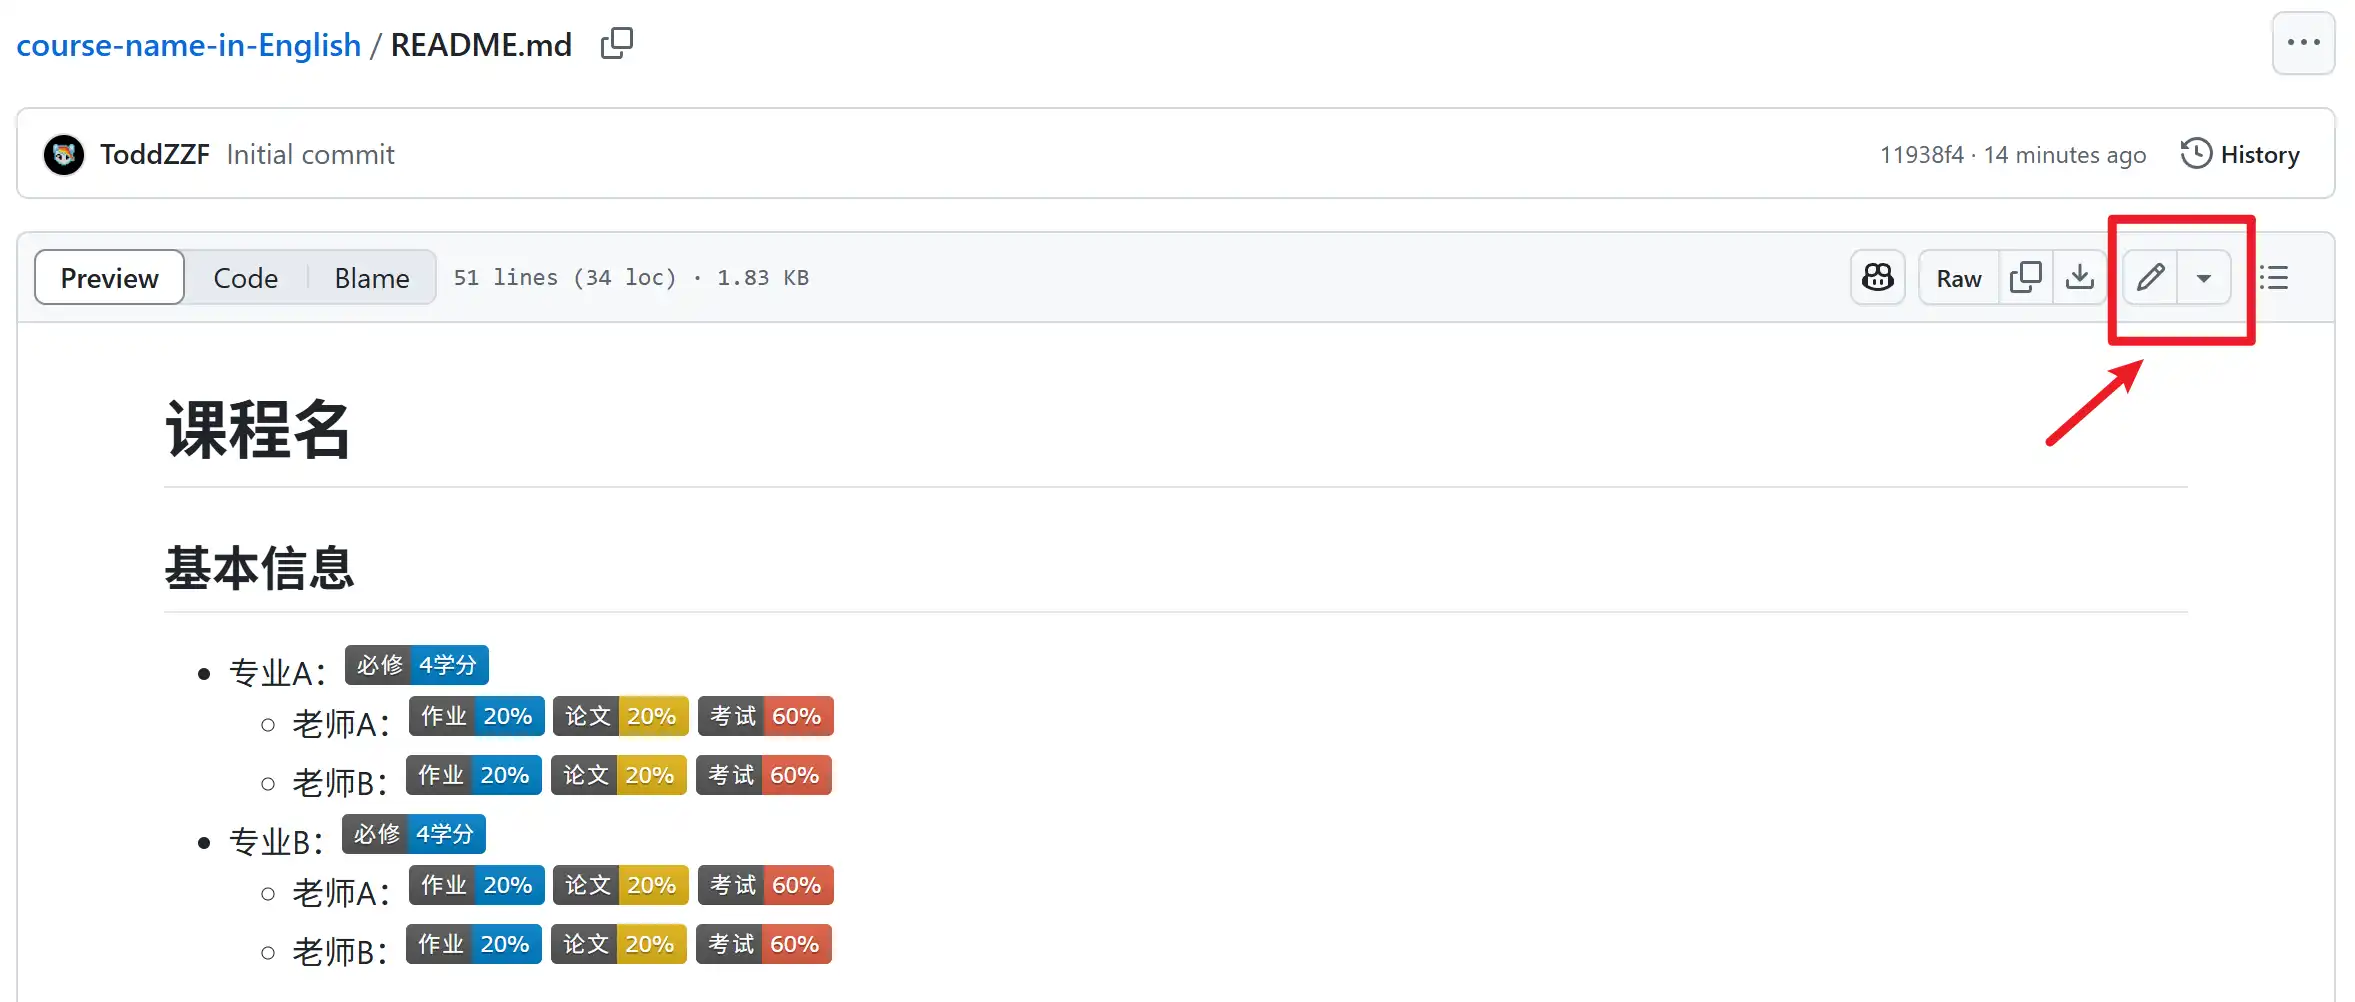 course-name-in-English / README.md
ToddZZF Initial commit 11938f4 · 14 minutes ago History
Preview Code Blame 51 lines (34 loc) · 1.83 KB Raw
课程名
基本信息
专业A： 必修 4学分
老师A： 作业 20% 论文 20% 考试 60%
老师B： 作业 20% 论文 20% 考试 60%
专业B： 必修 4学分
老师A： 作业 20% 论文 20% 考试 60%
老师B： 作业 20% 论文 20% 考试 60%